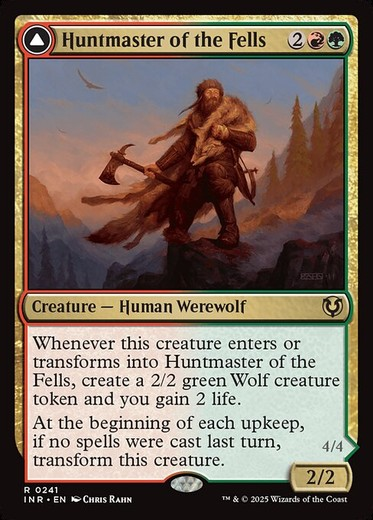 Huntmaster of the Fells 2
Creature — Human Werewolf
Whenever this creature enters or
transforms into Huntmaster of the
Fells, create a 2/2 green Wolf creature
token and you gain 2 life.
At the beginning of each upkeep,
if no spells were cast last turn,
transform this creature.
4/4
2/2
R 0241
INR • EN Chris Rahn
™ & © 2025 Wizards of the Coast